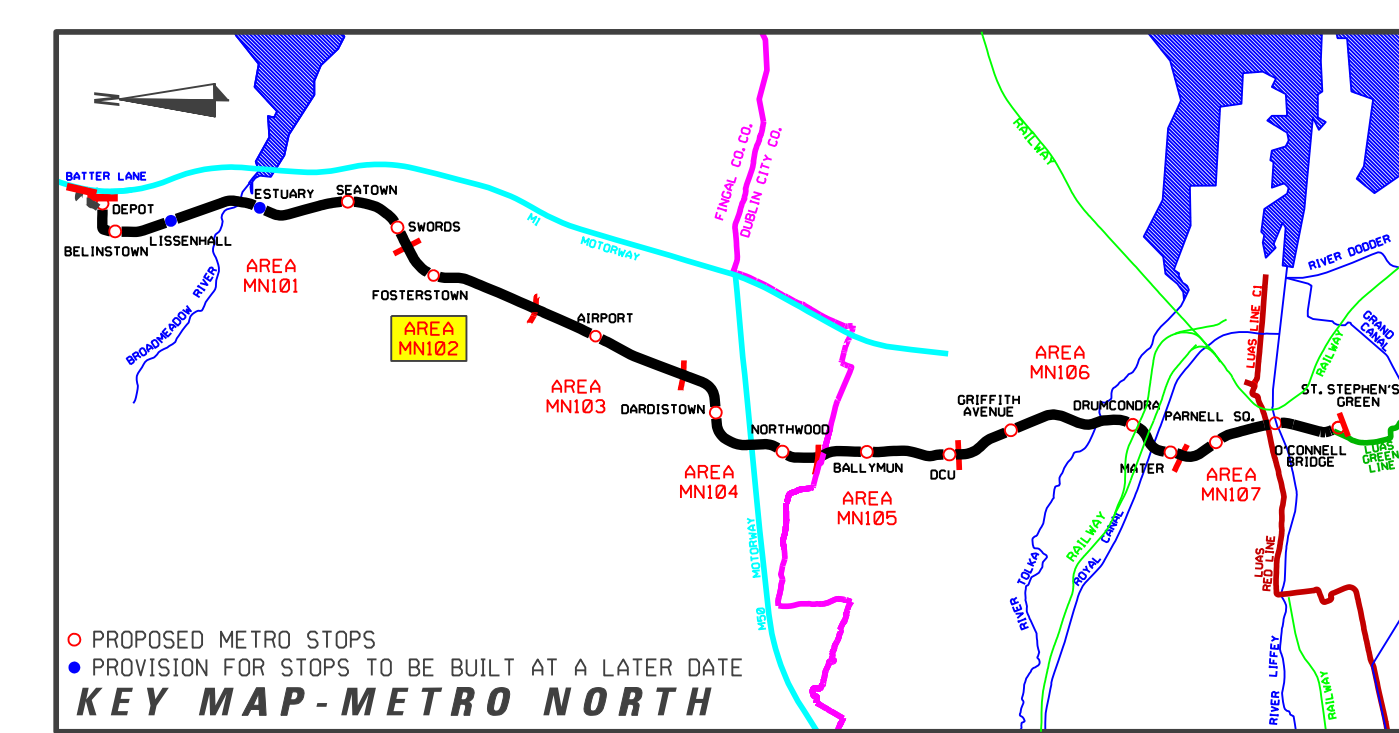 BATTER LANE
DEPOT
BELINSTOWN
LISSENHALL
ESTUARY
SEATOWN
SWORDS
BROADMEADOW RIVER
AREA
MN101
FOSTERSTOWN
AREA
MN102
M1
MOTORWAY
AIRPORT
AREA
MN103
DARDISTOWN
FINGAL CO. CO.
DUBLIN CITY CO.
NORTHWOOD
AREA
MN104
MOTORWAY
M50
BALLYMUN
AREA
MN105
DCU
GRIFFITH
AVENUE
AREA
MN106
RAILWAY
DRUMCONDRA
MATER
PARNELL SQ.
AREA
MN107
RIVER TOLKA
RAILWAY
ROYAL CANAL
LUAS LINE C1
RIVER DODDER
GRAND
CANAL
RAILWAY
ST. STEPHEN'S
GREEN
O'CONNELL
BRIDGE
LUAS
GREEN
LINE
LUAS
RED LINE
RIVER LIFFEY
RAILWAY
PROPOSED METRO STOPS
PROVISION FOR STOPS TO BE BUILT AT A LATER DATE
KEY MAP-METRO NORTH